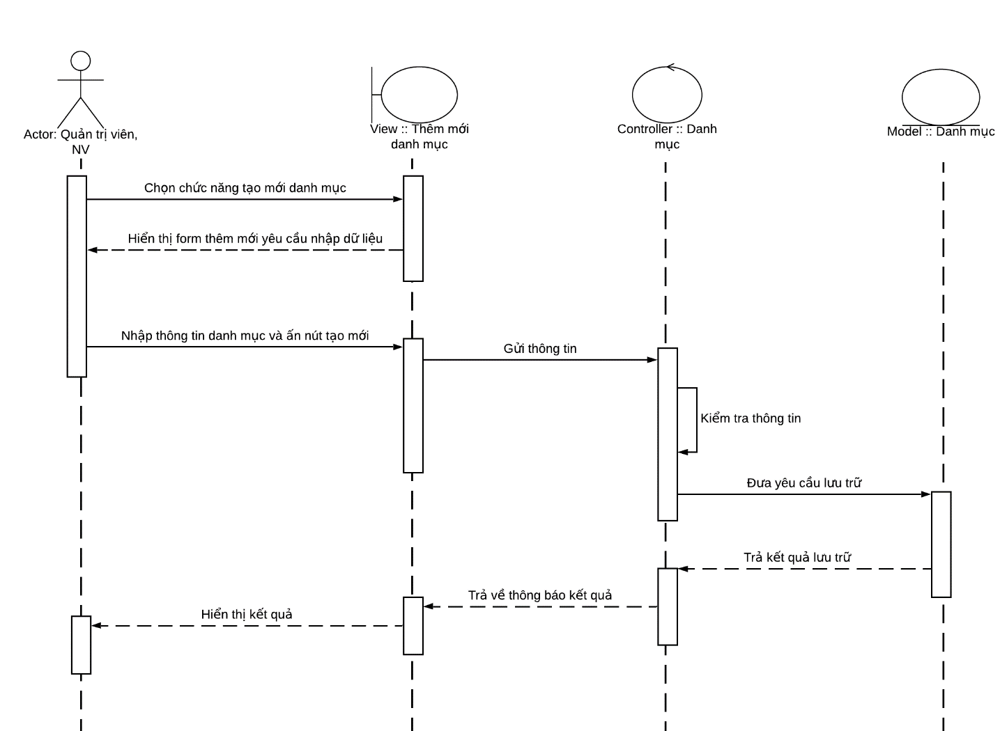 Actor: Quản trị viên,
NV
View :: Thêm mới
danh mục
Controller :: Danh
mục
Model :: Danh mục
Chọn chức năng tạo mới danh mục
Hiển thị form thêm mới yêu cầu nhập dữ liệu
Nhập thông tin danh mục và ấn nút tạo mới
Gửi thông tin
Kiểm tra thông tin
Đưa yêu cầu lưu trữ
Trả kết quả lưu trữ
Trả về thông báo kết quả
Hiển thị kết quả